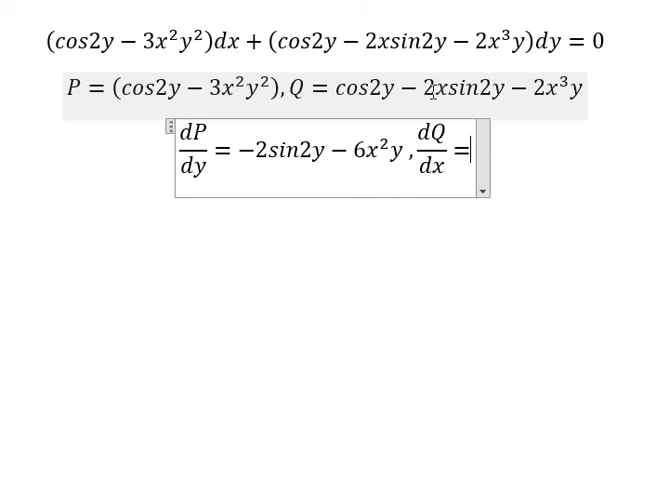 (cos2y − 3x²y²)dx + (cos2y − 2xsin2y − 2x³y)dy = 0
P = (cos2y − 3x²y²), Q = cos2y − 2xsin2y − 2x³y
dP/dy = −2sin2y − 6x²y , dQ/dx =